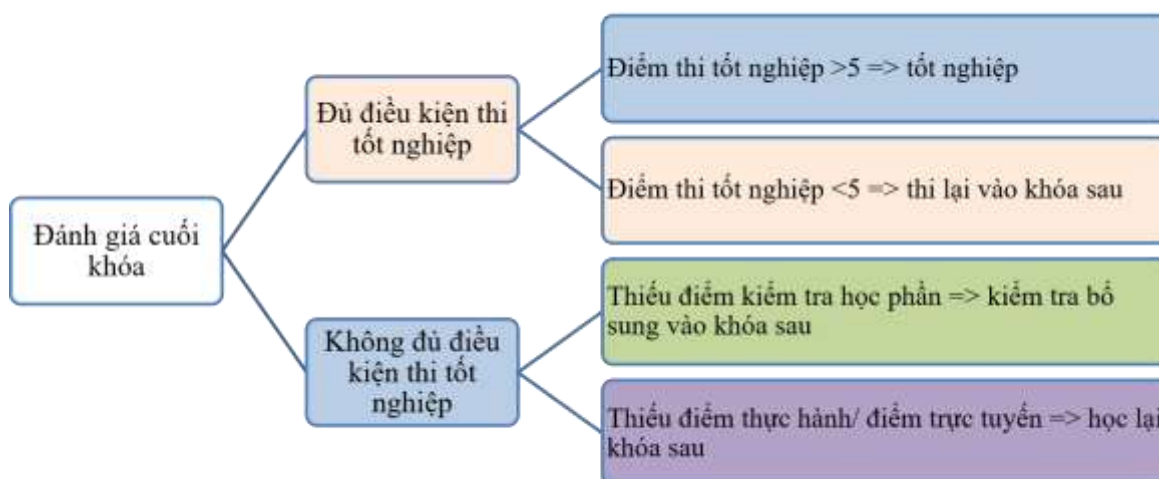 Đánh giá cuối
khóa
Đủ điều kiện thi
tốt nghiệp
Điểm thi tốt nghiệp >5 => tốt nghiệp
Điểm thi tốt nghiệp <5 => thi lại vào khóa sau
Không đủ điều
kiện thi tốt
nghiệp
Thiếu điểm kiểm tra học phần => kiểm tra bổ
sung vào khóa sau
Thiếu điểm thực hành/ điểm trực tuyến => học lại
khóa sau